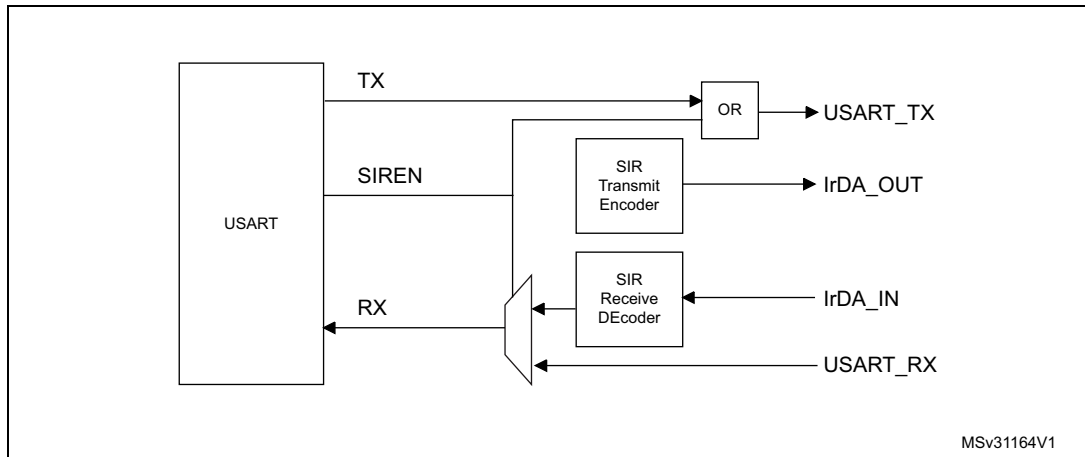 TX
OR
USART_TX
SIREN
SIR
Transmit
Encoder
IrDA_OUT
USART
SIR
Receive
DEcoder
IrDA_IN
RX
USART_RX
MSv31164V1